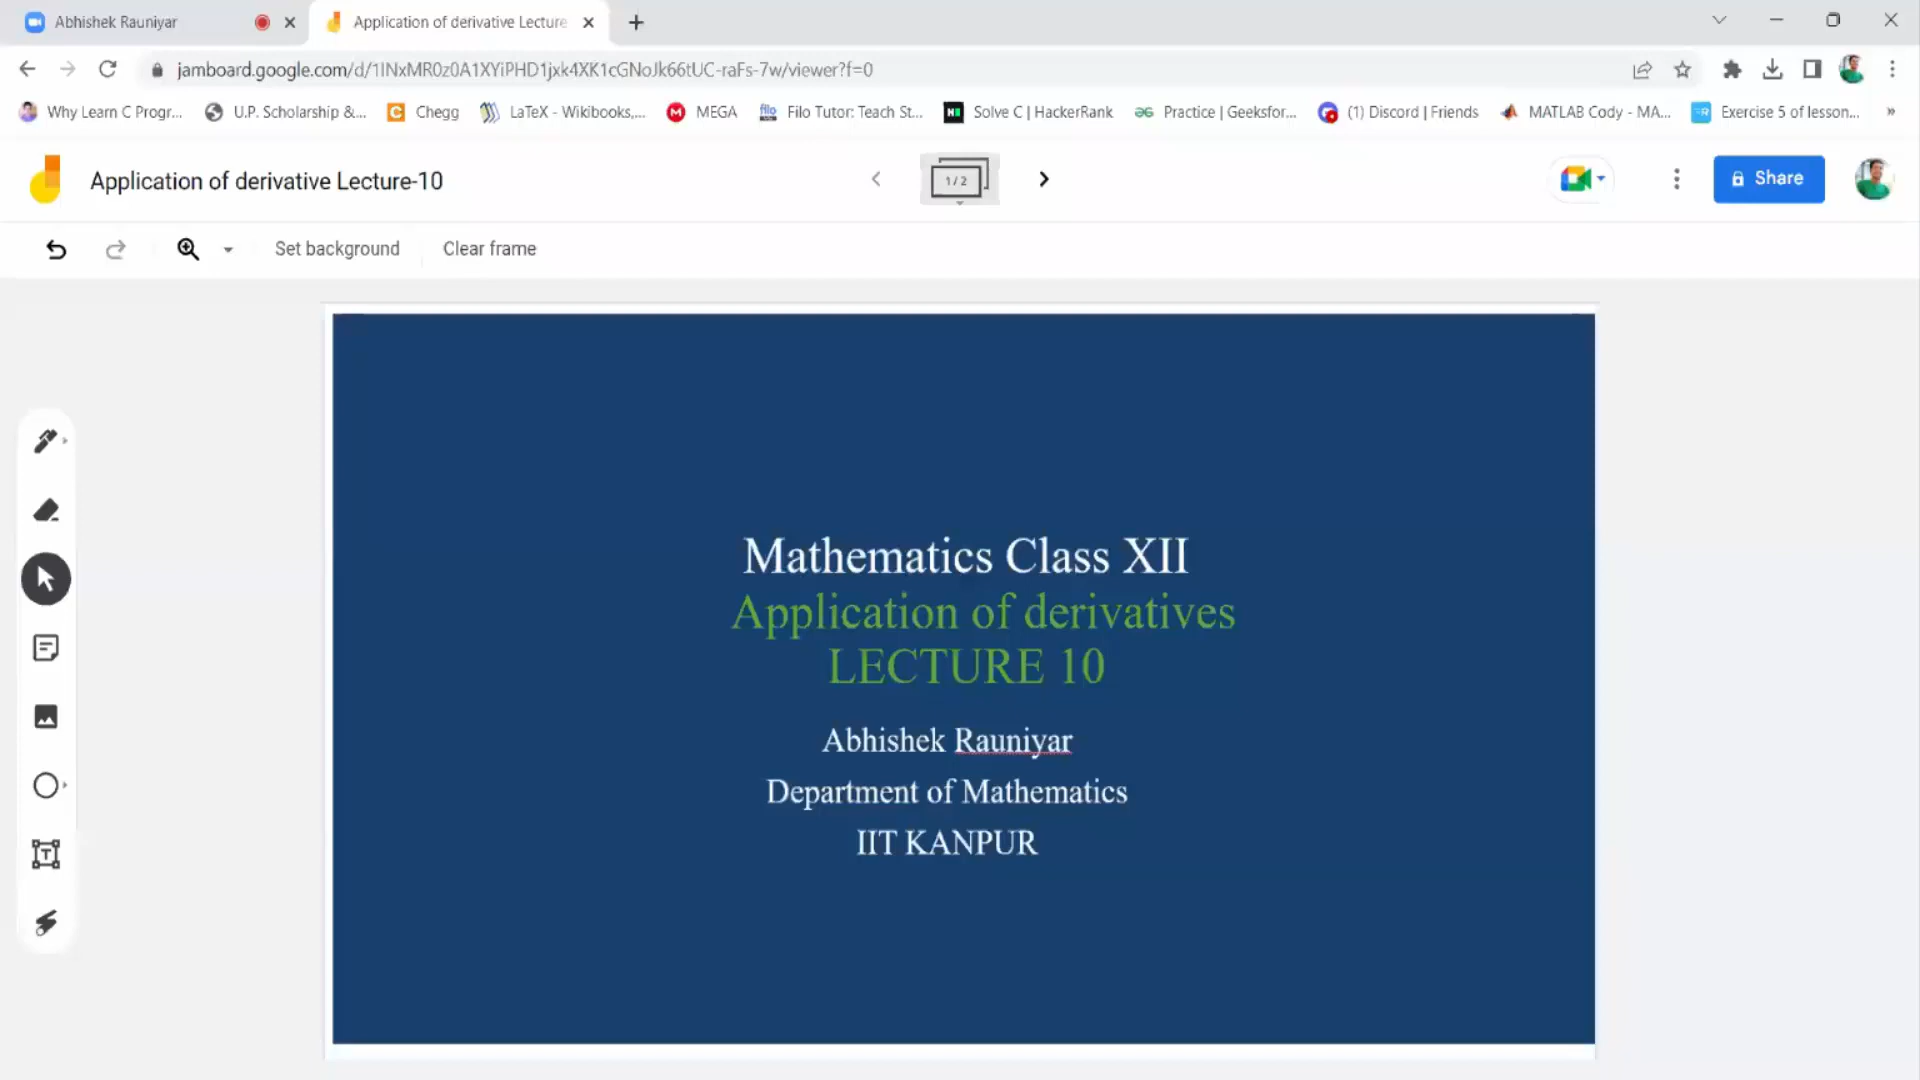 Abhishek Rauniyar
Application of derivative Lecture
jamboard.google.com/d/1INxMR0z0A1XYiPHD1jxk4XK1cGNoJk66tUC-raFs-7w/viewer?f=0
Why Learn C Progr... U.P. Scholarship &... Chegg LaTeX - Wikibooks,... MEGA Filo Tutor: Teach St... Solve C | HackerRank Practice | Geeksfor... (1) Discord | Friends MATLAB Cody - MA... Exercise 5 of lesson... »
Application of derivative Lecture-10
1 / 2
Share
Set background Clear frame
Mathematics Class XII
Application of derivatives
LECTURE 10
Abhishek Rauniyar
Department of Mathematics
IIT KANPUR